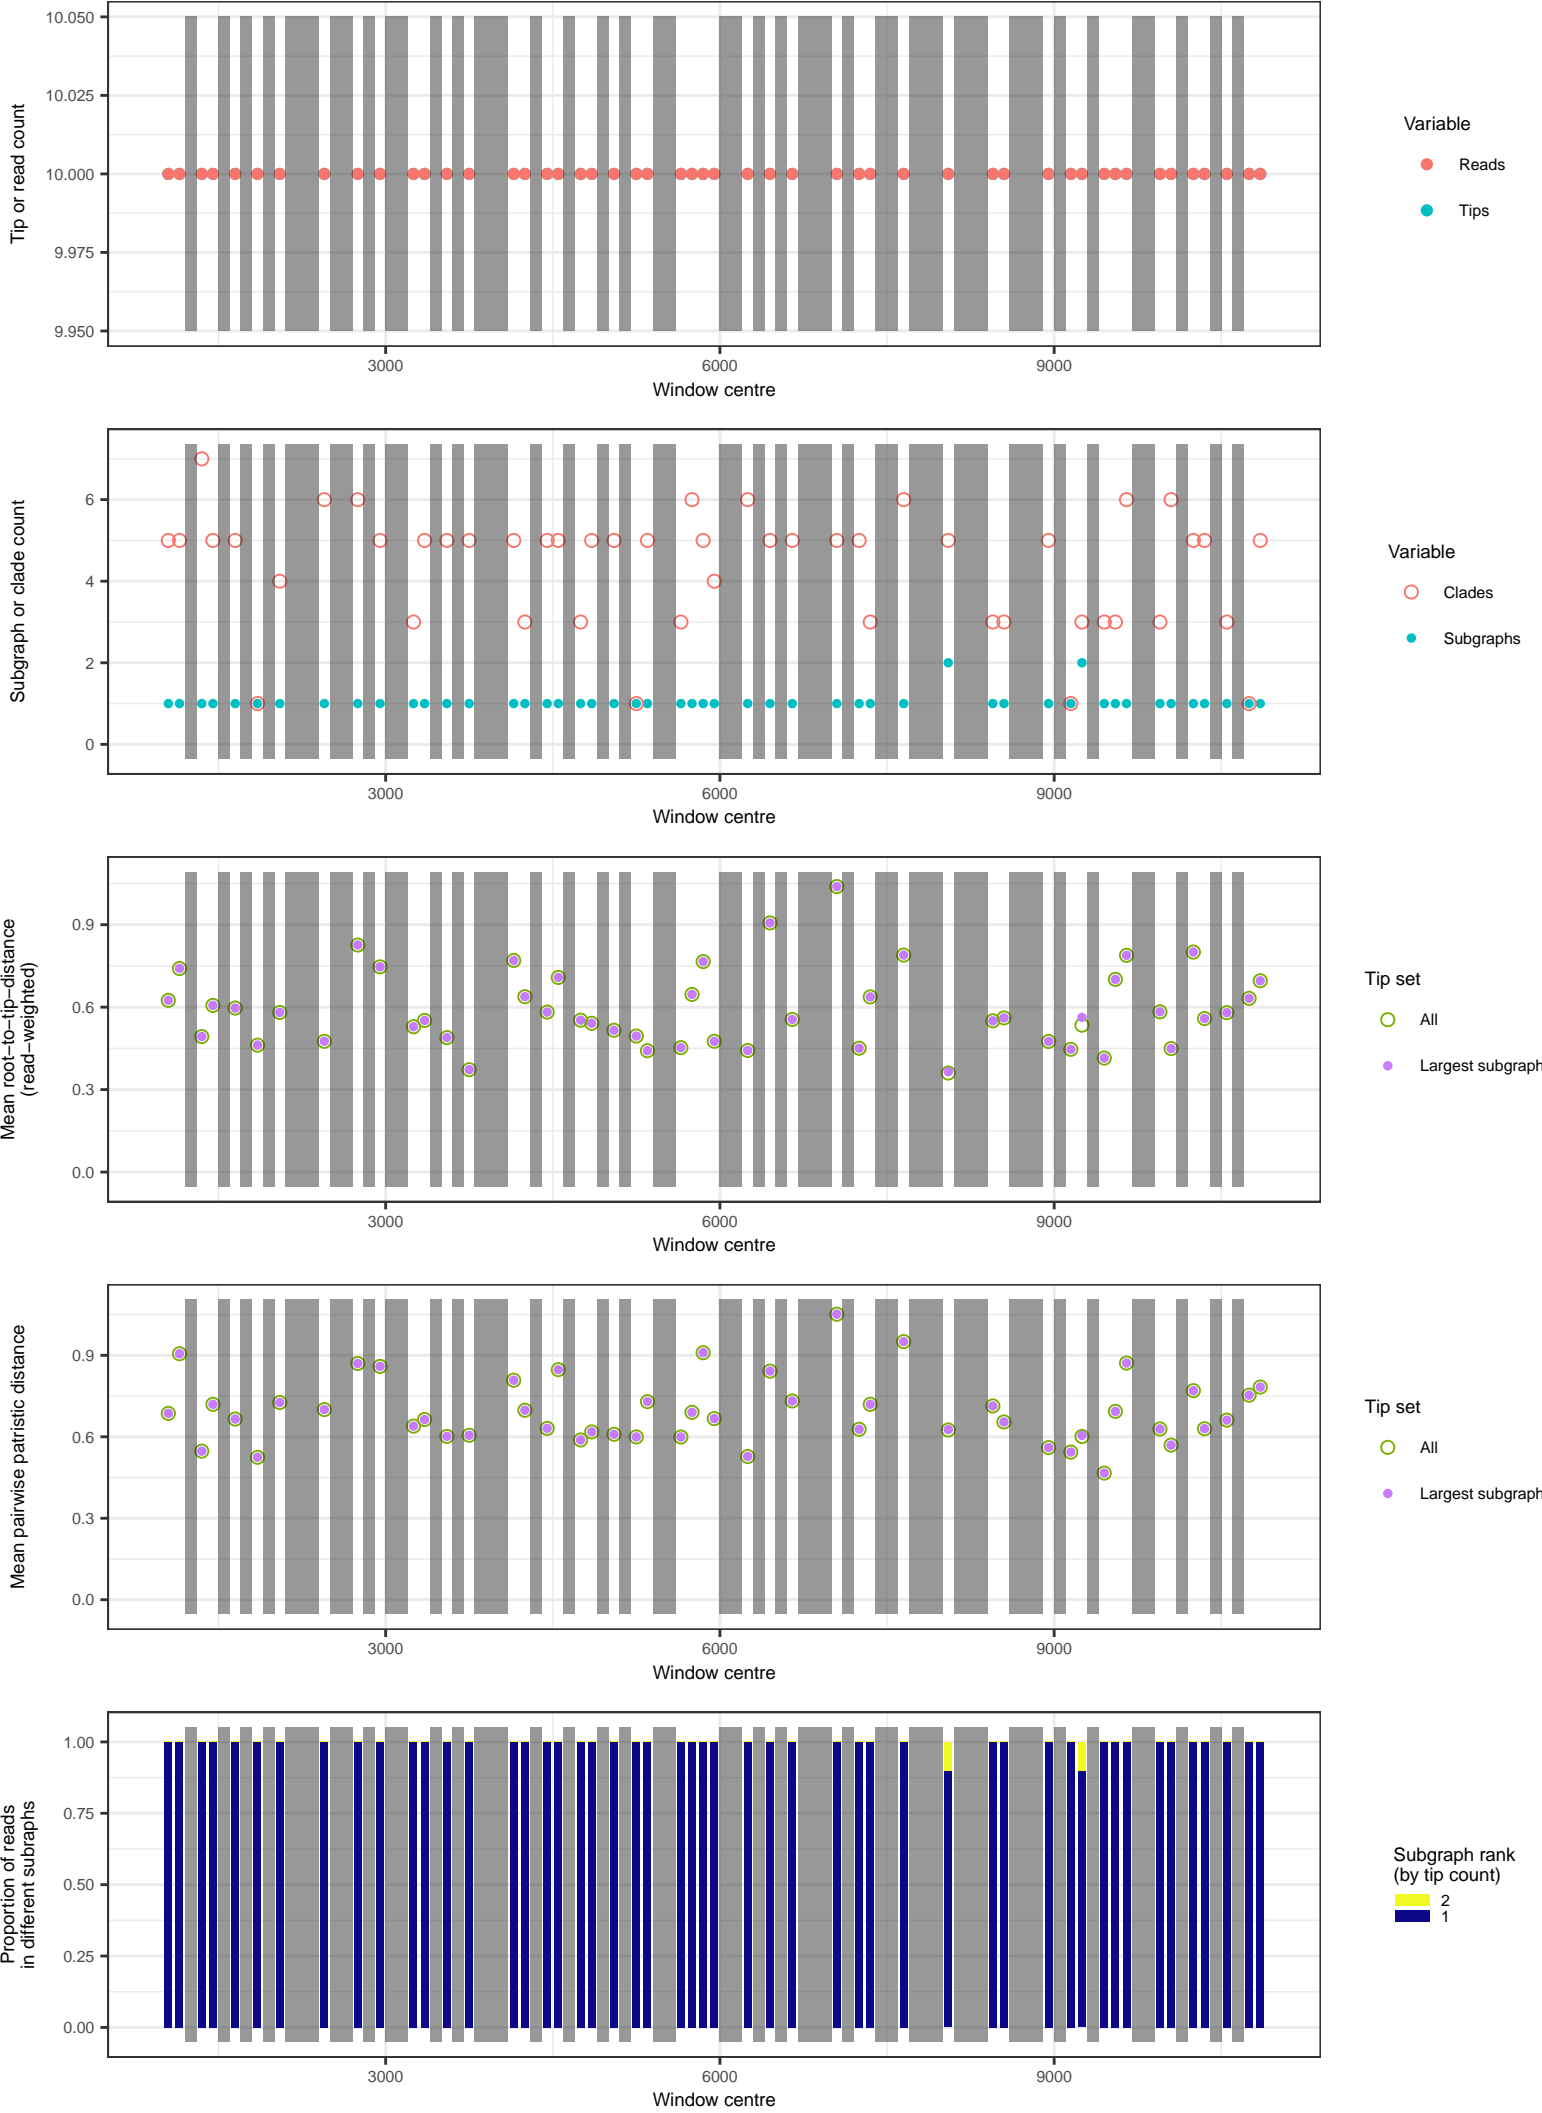 10.050
10.025
10.000
9.975
9.950
Tip or read count
3000
6000
9000
Window centre
Variable
Reads
Tips
6
4
2
0
Subgraph or clade count
3000
6000
9000
Window centre
Variable
Clades
Subgraphs
0.9
0.6
0.3
0.0
Mean root−to−tip−distance
(read−weighted)
3000
6000
9000
Window centre
Tip set
All
Largest subgraph
0.9
0.6
0.3
0.0
Mean pairwise patristic distance
3000
6000
9000
Window centre
Tip set
All
Largest subgraph
1.00
0.75
0.50
0.25
0.00
Proportion of reads
in different subraphs
3000
6000
9000
Window centre
Subgraph rank
(by tip count)
2
1